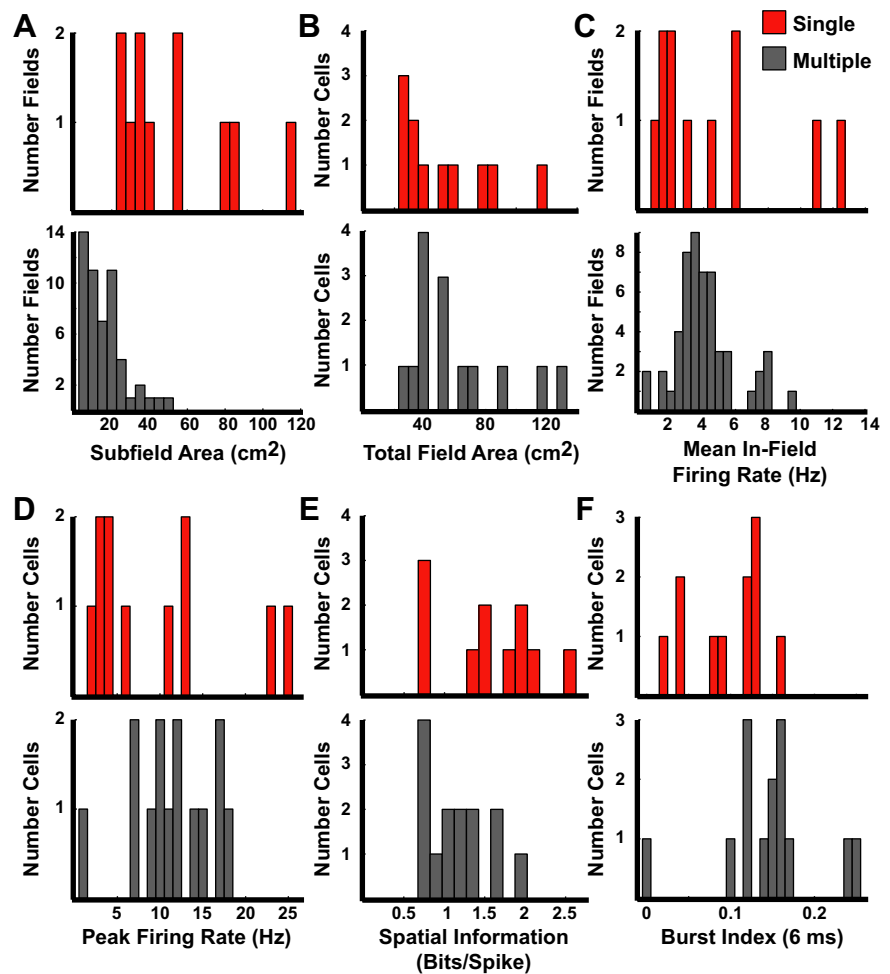 A
B
C
Single
Multiple
Number Fields
2
1
Number Cells
4
3
2
1
Number Fields
2
1
Number Fields
14
10
6
2
20 40 60 80 100 120
Subfield Area (cm2)
Number Cells
4
3
2
1
40 80 120
Total Field Area (cm2)
Number Fields
8
6
4
2
2 4 6 8 10 12 14
Mean In-Field
Firing Rate (Hz)
D
E
F
Number Cells
2
1
Number Cells
4
3
2
1
Number Cells
3
2
1
Number Cells
2
1
5 10 15 20 25
Peak Firing Rate (Hz)
Number Cells
4
3
2
1
0.5 1 1.5 2 2.5
Spatial Information
(Bits/Spike)
Number Cells
3
2
1
0 0.1 0.2
Burst Index (6 ms)